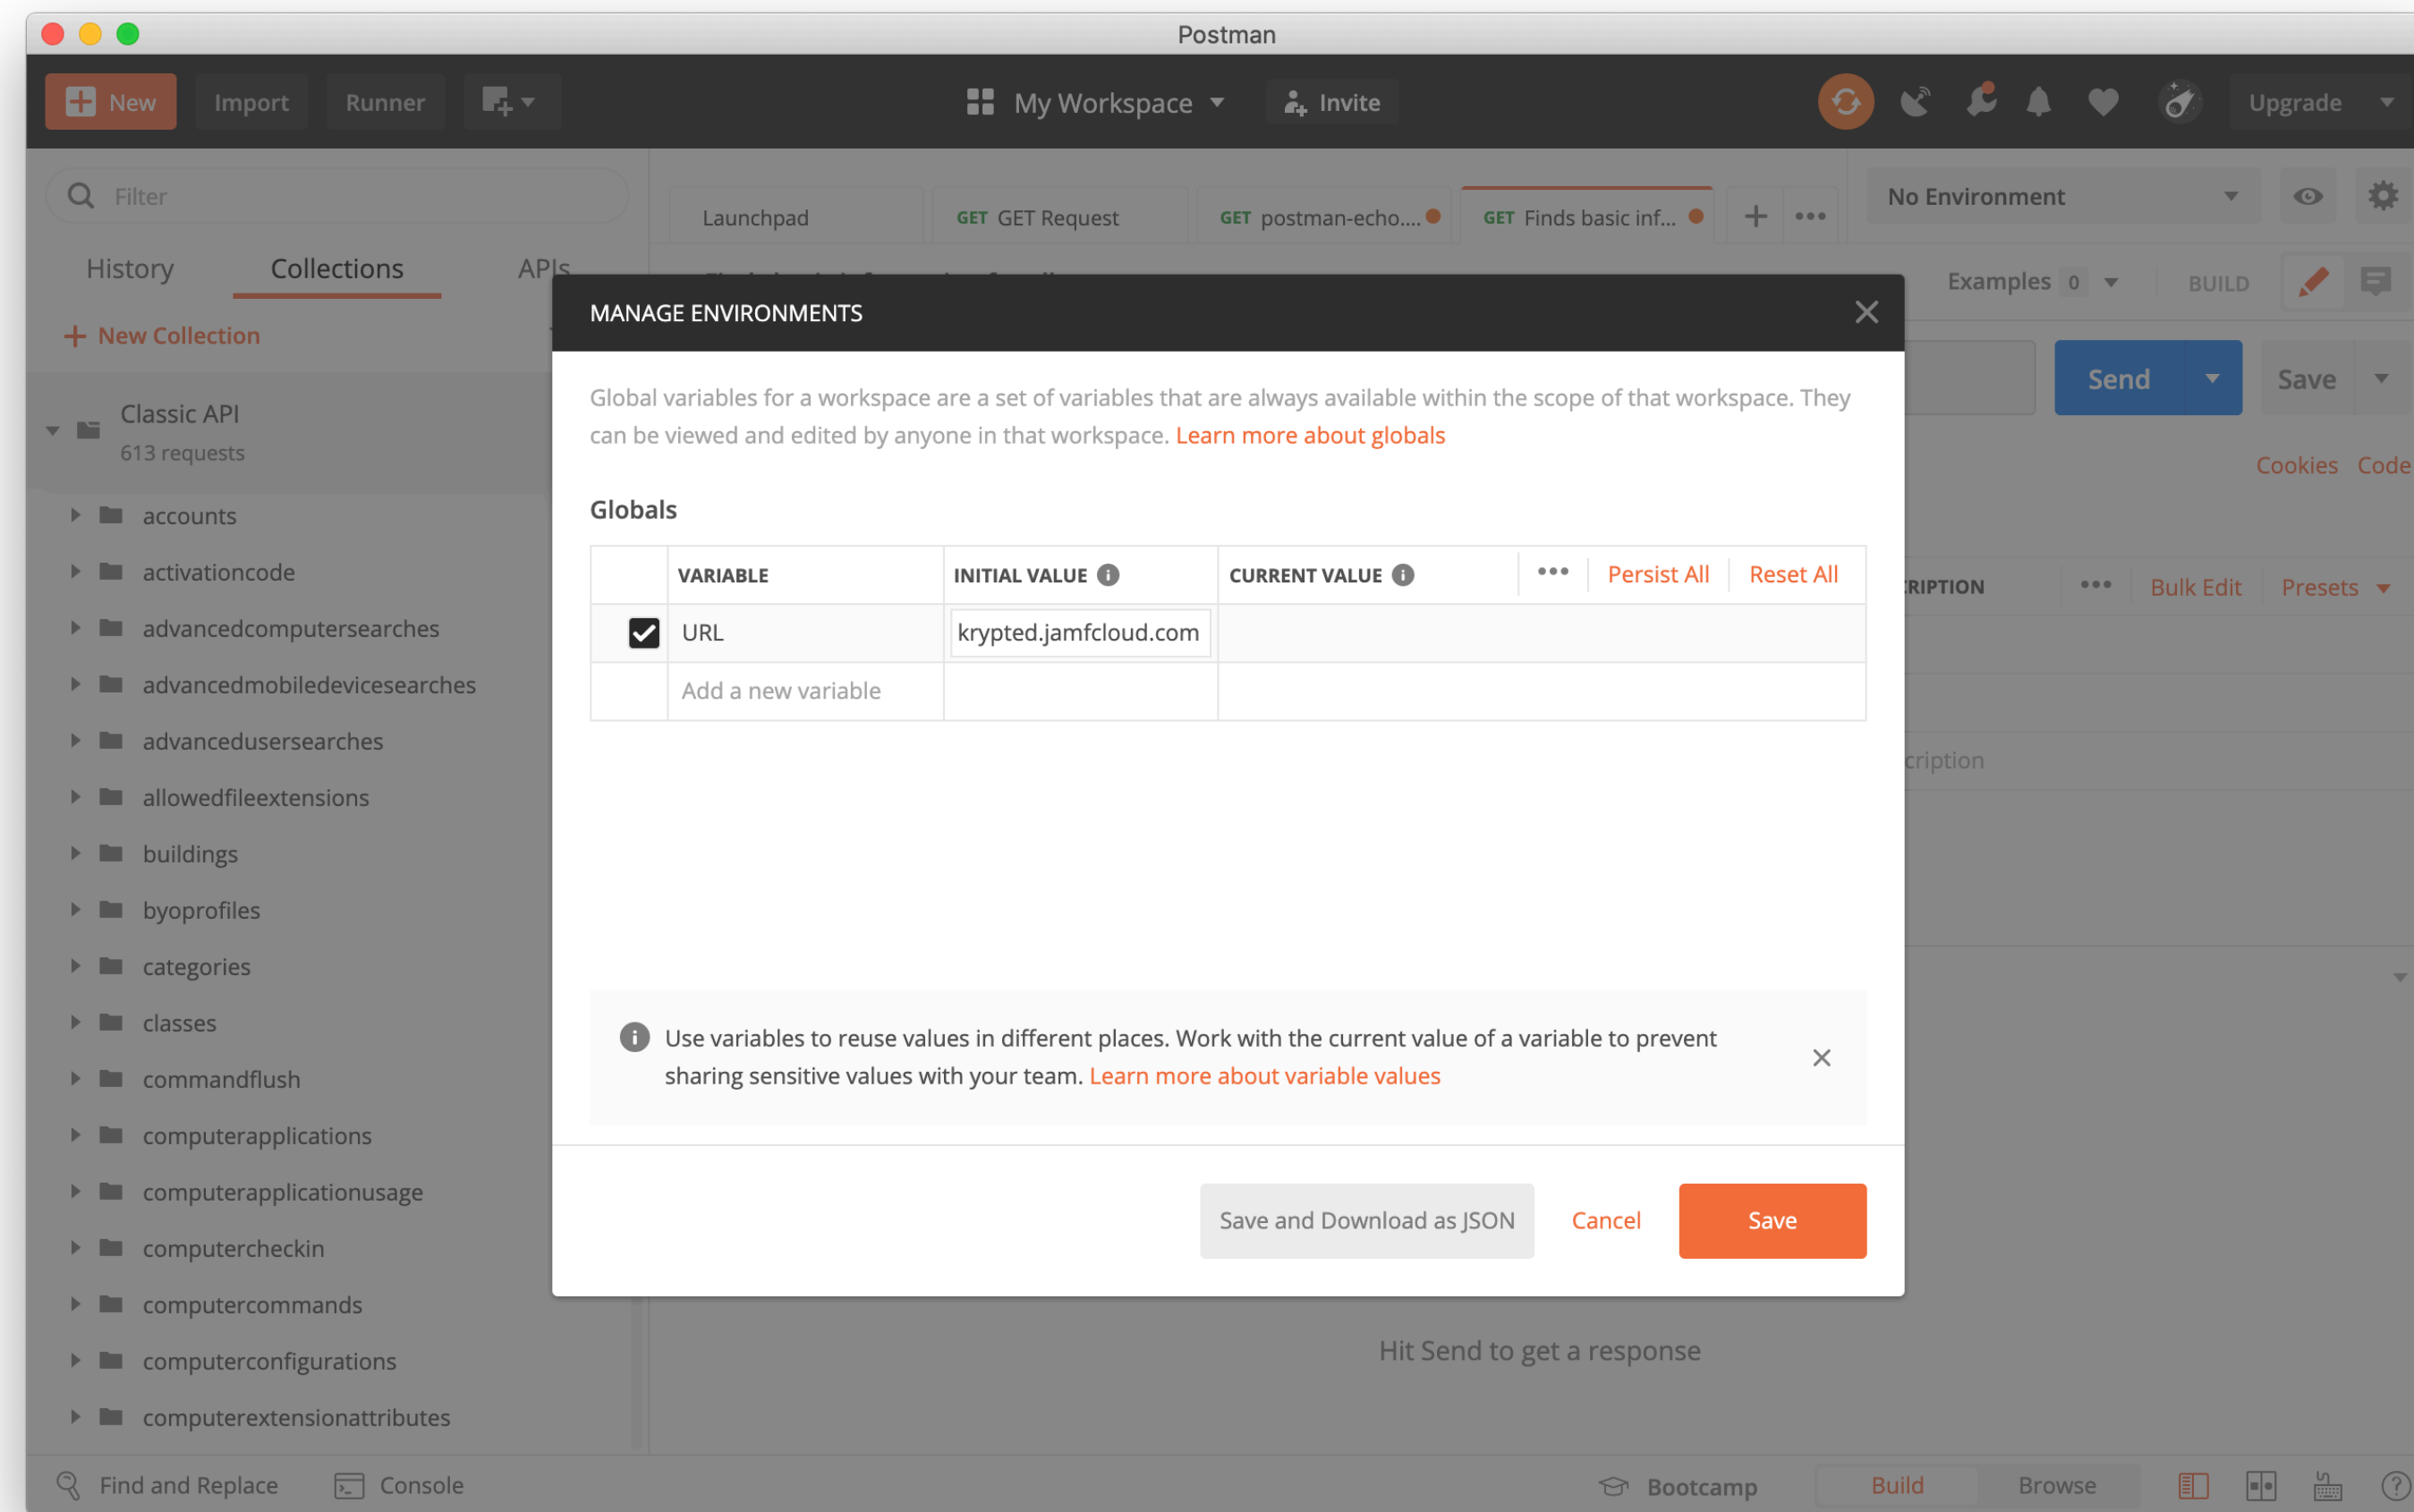 Postman
New
Import
Runner
My Workspace
Invite
Upgrade
Filter
Launchpad
GET GET Request
GET postman-echo....
GET Finds basic inf...
No Environment
History
Collections
APIs
Examples 0
BUILD
New Collection
MANAGE ENVIRONMENTS
Classic API
613 requests
Global variables for a workspace are a set of variables that are always available within the scope of that workspace. They
can be viewed and edited by anyone in that workspace. Learn more about globals
Send
Save
Cookies
Code
Globals
VARIABLE
INITIAL VALUE
CURRENT VALUE
Persist All
Reset All
URL
krypted.jamfcloud.com
Add a new variable
RIPTION
Bulk Edit
Presets
cription
accounts
activationcode
advancedcomputersearches
advancedmobiledevicesearches
advancedusersearches
allowedfileextensions
buildings
byoprofiles
categories
classes
commandflush
computerapplications
computerapplicationusage
computercheckin
computercommands
computerconfigurations
computerextensionattributes
Use variables to reuse values in different places. Work with the current value of a variable to prevent
sharing sensitive values with your team. Learn more about variable values
Save and Download as JSON
Cancel
Save
Hit Send to get a response
Find and Replace
Console
Bootcamp
Build
Browse